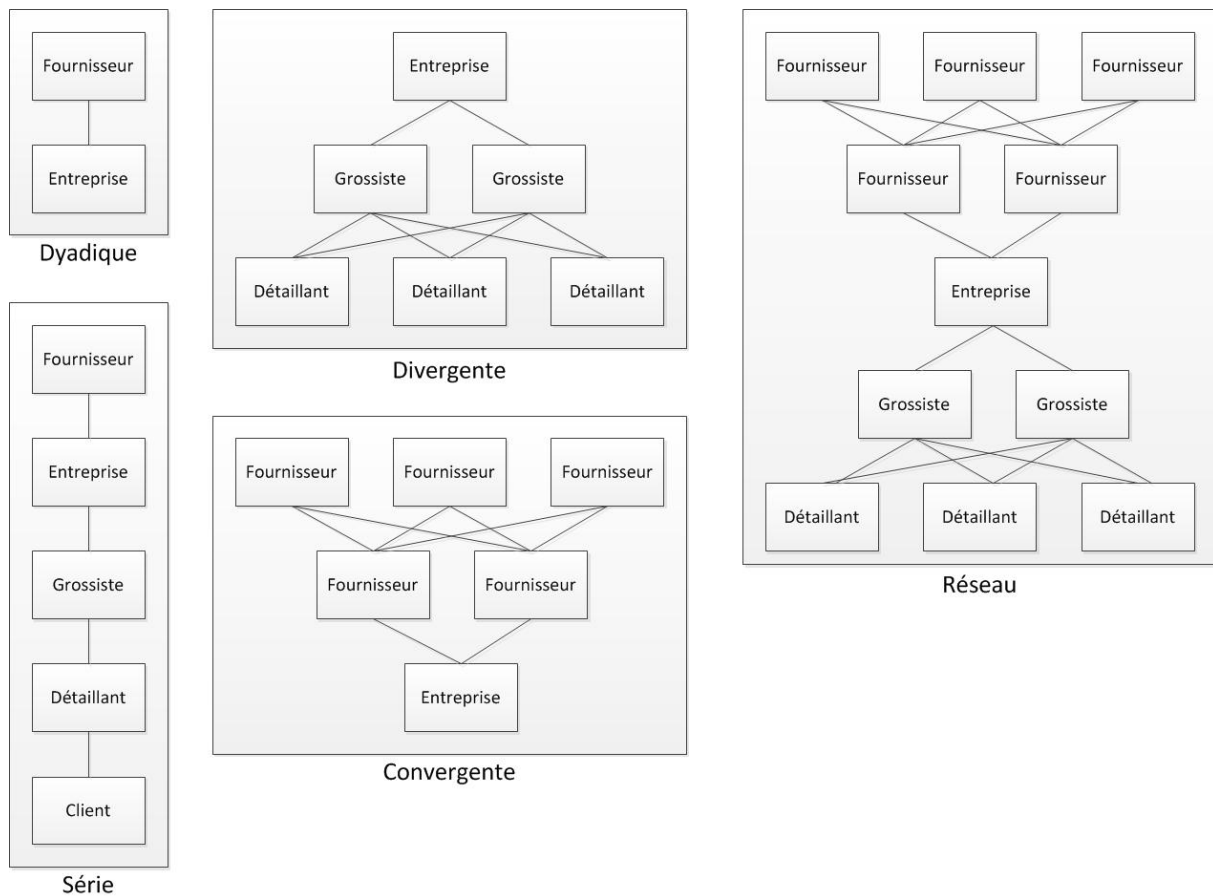 Fournisseur
Entreprise
Dyadique
Fournisseur
Entreprise
Grossiste
Détaillant
Client
Série
Entreprise
Grossiste Grossiste
Détaillant Détaillant Détaillant
Divergente
Fournisseur Fournisseur Fournisseur
Fournisseur Fournisseur
Entreprise
Convergente
Fournisseur Fournisseur Fournisseur
Fournisseur Fournisseur
Entreprise
Grossiste Grossiste
Détaillant Détaillant Détaillant
Réseau